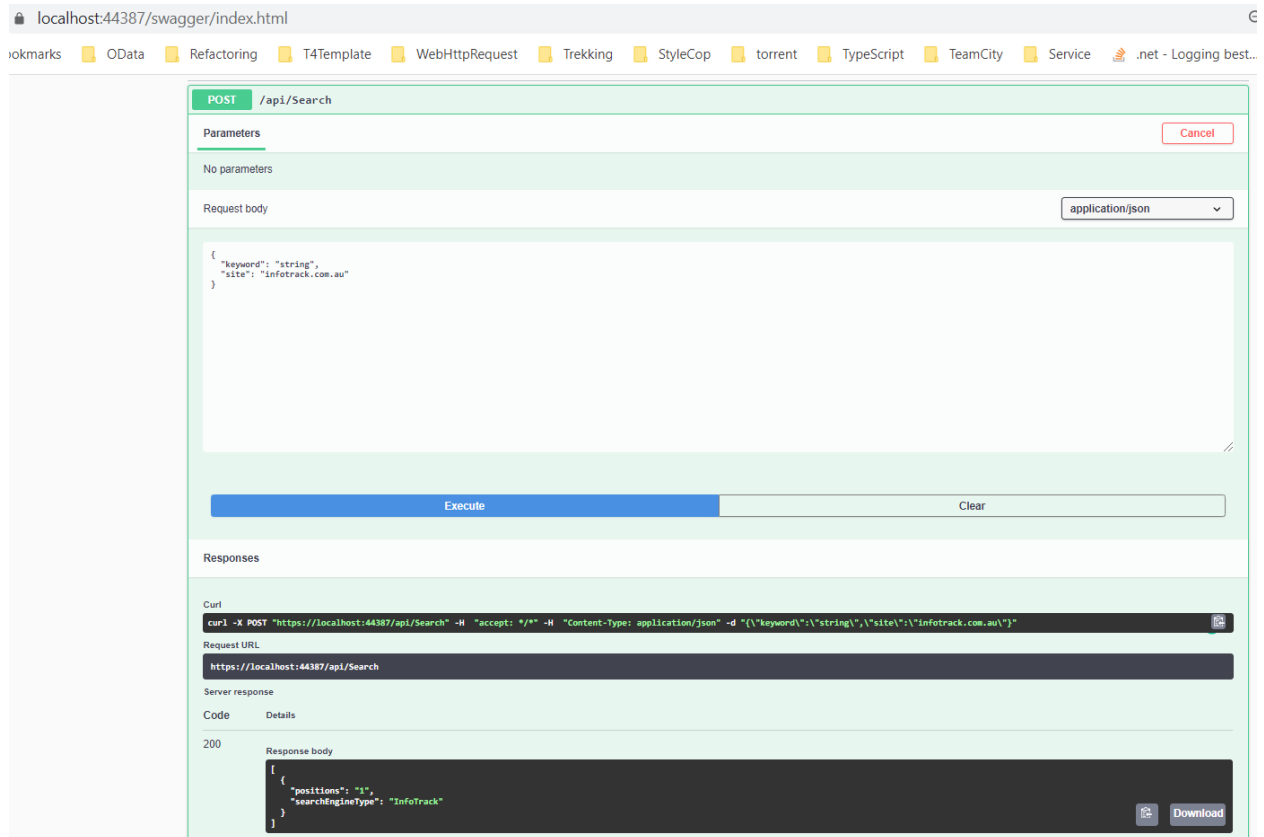 localhost:44387/swagger/index.html
ookmarks OData Refactoring T4Template WebHttpRequest Trekking StyleCop torrent TypeScript TeamCity Service .net - Logging best...
POST /api/Search
Parameters Cancel
No parameters
Request body application/json
{
"keyword": "string",
"site": "infotrack.com.au"
}
Execute Clear
Responses
Curl
curl -X POST "https://localhost:44387/api/Search" -H "accept: */*" -H "Content-Type: application/json" -d "{\"keyword\":\"string\",\"site\":\"infotrack.com.au\"}"
Request URL
https://localhost:44387/api/Search
Server response
Code Details
200
Response body
[
{
"positions": "1",
"searchEngineType": "InfoTrack"
}
]
Download